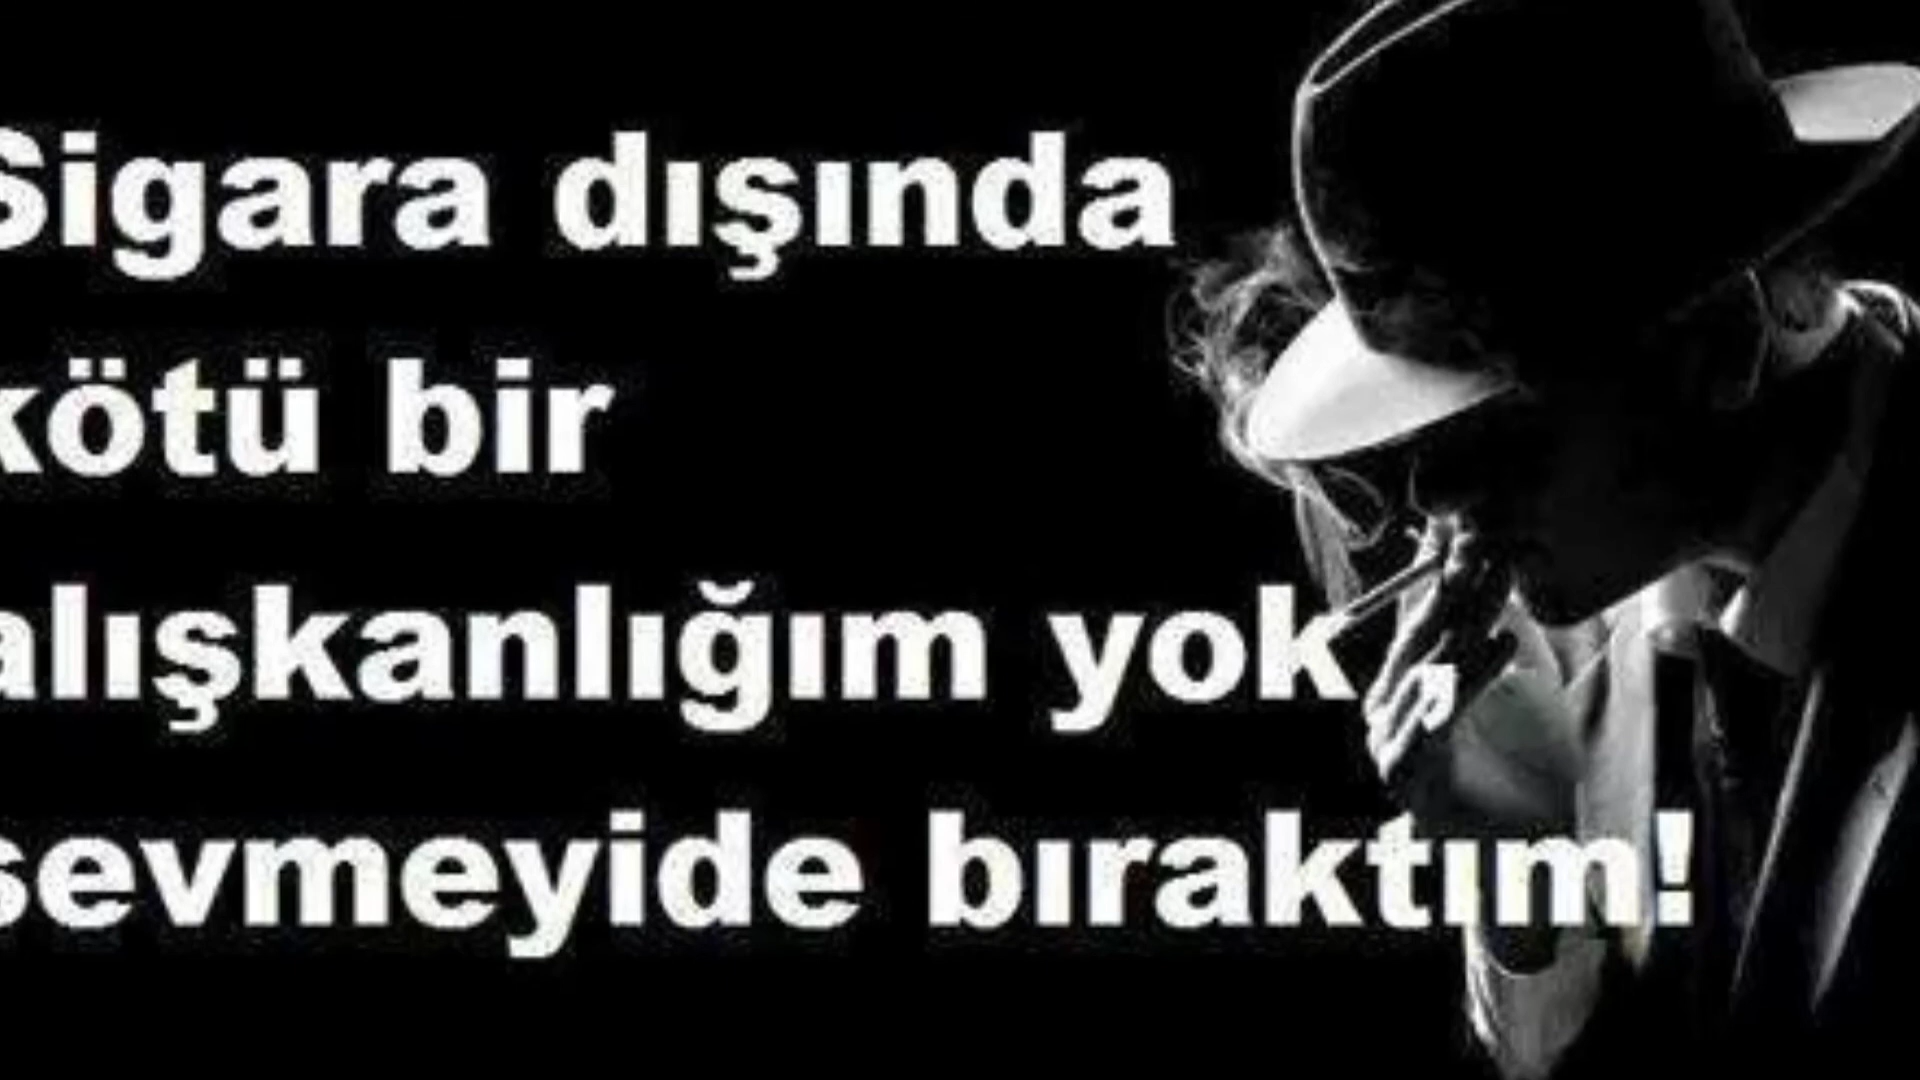 Sigara dışında
kötü bir
alışkanlığım yok,
sevmeyide bıraktım!